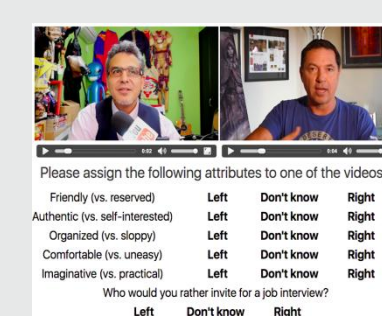 0:02
0:04
Please assign the following attributes to one of the videos
Friendly (vs. reserved) Left Don't know Right
Authentic (vs. self-interested) Left Don't know Right
Organized (vs. sloppy) Left Don't know Right
Comfortable (vs. uneasy) Left Don't know Right
Imaginative (vs. practical) Left Don't know Right
Who would you rather invite for a job interview?
Left Don't know Right